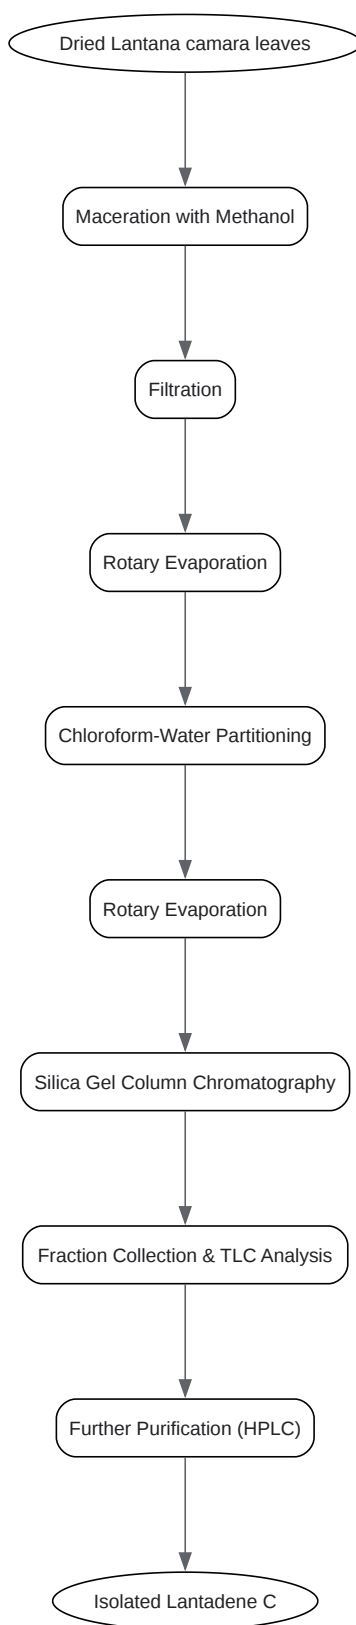 Dried Lantana camara leaves
Maceration with Methanol
Filtration
Rotary Evaporation
Chloroform-Water Partitioning
Rotary Evaporation
Silica Gel Column Chromatography
Fraction Collection & TLC Analysis
Further Purification (HPLC)
Isolated Lantadene C